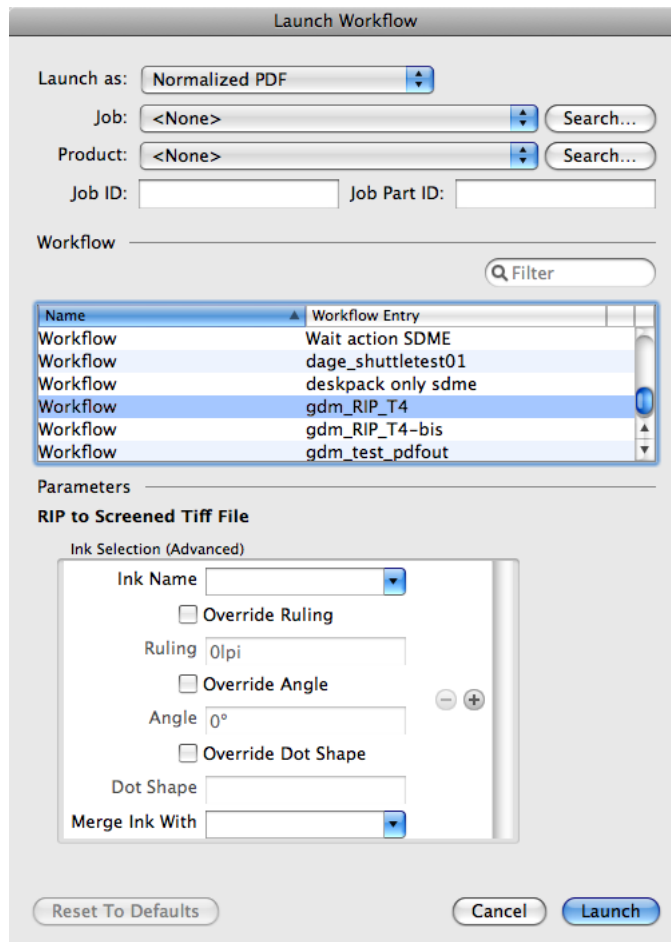 Launch Workflow
Launch as: Normalized PDF
Job: <None> Search...
Product: <None> Search...
Job ID: Job Part ID:
Workflow
Filter
Name Workflow Entry
Workflow Wait action SDME
Workflow dage_shuttletest01
Workflow deskpack only sdme
Workflow gdm_RIP_T4
Workflow gdm_RIP_T4-bis
Workflow gdm_test_pdfout
Parameters
RIP to Screened Tiff File
Ink Selection (Advanced)
Ink Name
Override Ruling
Ruling 0lpi
Override Angle
Angle 0°
Override Dot Shape
Dot Shape
Merge Ink With
Reset To Defaults Cancel Launch